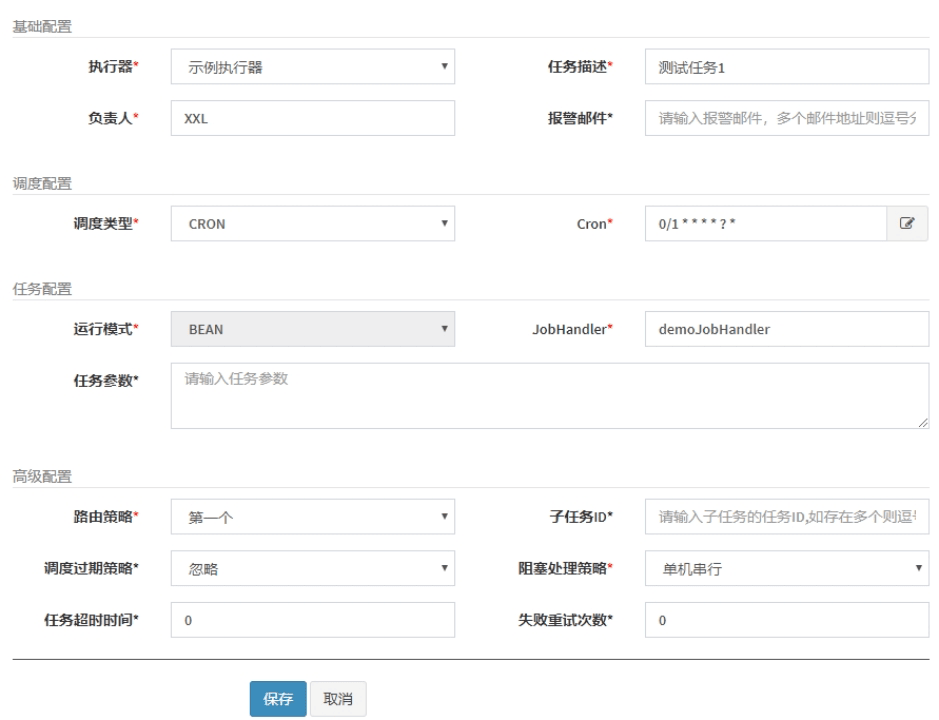 基础配置
执行器* 示例执行器 任务描述* 测试任务1
负责人* XXL 报警邮件* 请输入报警邮件，多个邮件地址则逗号分
调度配置
调度类型* CRON Cron* 0/1 * * * * ? *
任务配置
运行模式* BEAN JobHandler* demoJobHandler
任务参数* 请输入任务参数
高级配置
路由策略* 第一个 子任务ID* 请输入子任务的任务ID,如存在多个则逗
调度过期策略* 忽略 阻塞处理策略* 单机串行
任务超时时间* 0 失败重试次数* 0
保存 取消